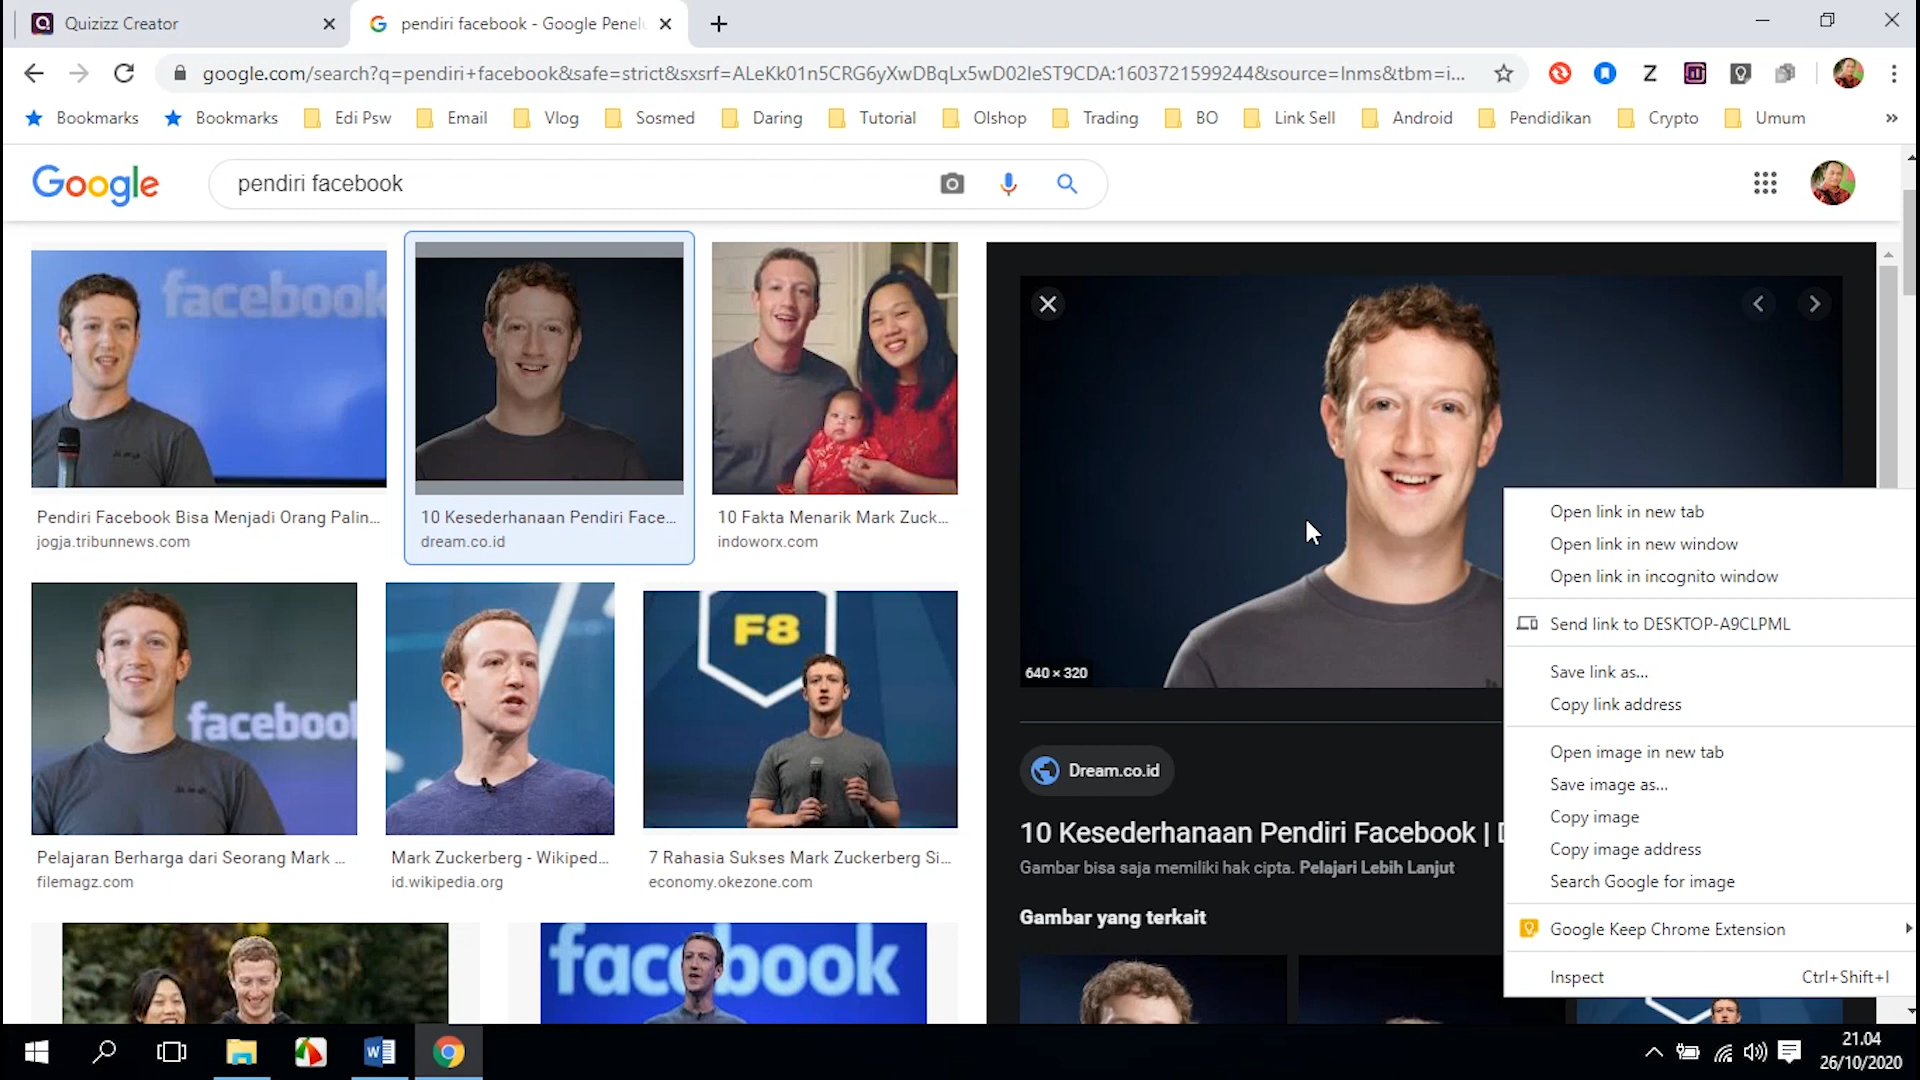 Quizizz Creator
pendiri facebook - Google Penelu
google.com/search?q=pendiri+facebook&safe=strict&sxsrf=ALeKk01n5CRG6yXwDBqLx5wD02IeST9CDA:1603721599244&source=lnms&tbm=i...
Bookmarks Bookmarks Edi Psw Email Vlog Sosmed Daring Tutorial Olshop Trading BO Link Sell Android Pendidikan Crypto Umum »
Google pendiri facebook
facebook
Pendiri Facebook Bisa Menjadi Orang Palin...
jogja.tribunnews.com
10 Kesederhanaan Pendiri Face...
dream.co.id
10 Fakta Menarik Mark Zuck...
indoworx.com
facebook
Pelajaran Berharga dari Seorang Mark ...
filemagz.com
Mark Zuckerberg - Wikiped...
id.wikipedia.org
F8
7 Rahasia Sukses Mark Zuckerberg Si...
economy.okezone.com
facebook
640 × 320
Dream.co.id
10 Kesederhanaan Pendiri Facebook |
Gambar bisa saja memiliki hak cipta. Pelajari Lebih Lanjut
Gambar yang terkait
Open link in new tab
Open link in new window
Open link in incognito window
Send link to DESKTOP-A9CLPML
Save link as...
Copy link address
Open image in new tab
Save image as...
Copy image
Copy image address
Search Google for image
Google Keep Chrome Extension
Inspect Ctrl+Shift+I
21.04
26/10/2020